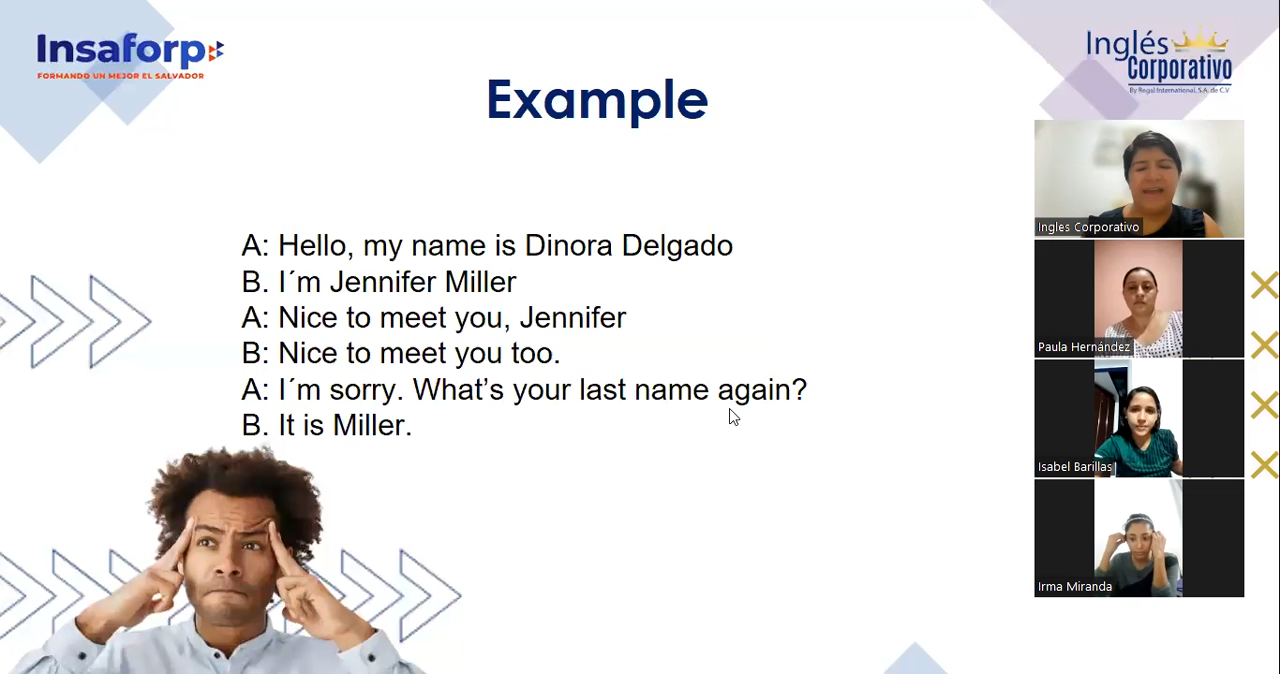 Insaforp
FORMANDO UN MEJOR EL SALVADOR
Inglés
Corporativo
By Regal International, S.A. de C.V
Example
A: Hello, my name is Dinora Delgado
B. I´m Jennifer Miller
A: Nice to meet you, Jennifer
B: Nice to meet you too.
A: I´m sorry. What’s your last name again?
B. It is Miller.
Ingles Corporativo
Paula Hernández
Isabel Barillas
Irma Miranda